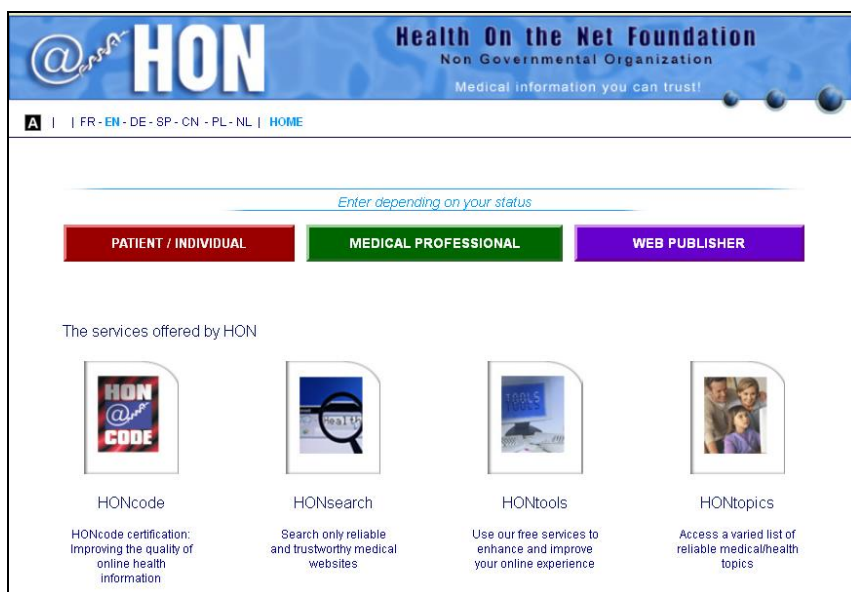 @ HON
Health On the Net Foundation
Non Governmental Organization
Medical information you can trust!
A | | FR - EN - DE - SP - CN - PL - NL | HOME
Enter depending on your status
PATIENT / INDIVIDUAL MEDICAL PROFESSIONAL WEB PUBLISHER
The services offered by HON
HON
@
CODE
Health
TOOLS
HONcode
HONcode certification:
Improving the quality of
online health
information
HONsearch
Search only reliable
and trustworthy medical
websites
HONtools
Use our free services to
enhance and improve
your online experience
HONtopics
Access a varied list of
reliable medical/health
topics